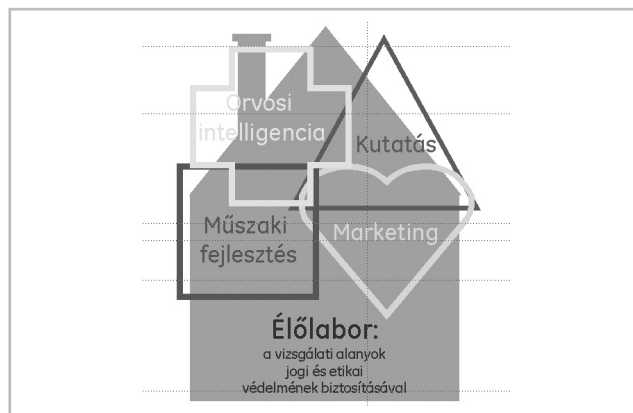 Orvosi
intelligencia
Kutatás
Műszaki
fejlesztés
Marketing
Élőlabor:
a vizsgálati alanyok
jogi és etikai
védelmének biztosításával